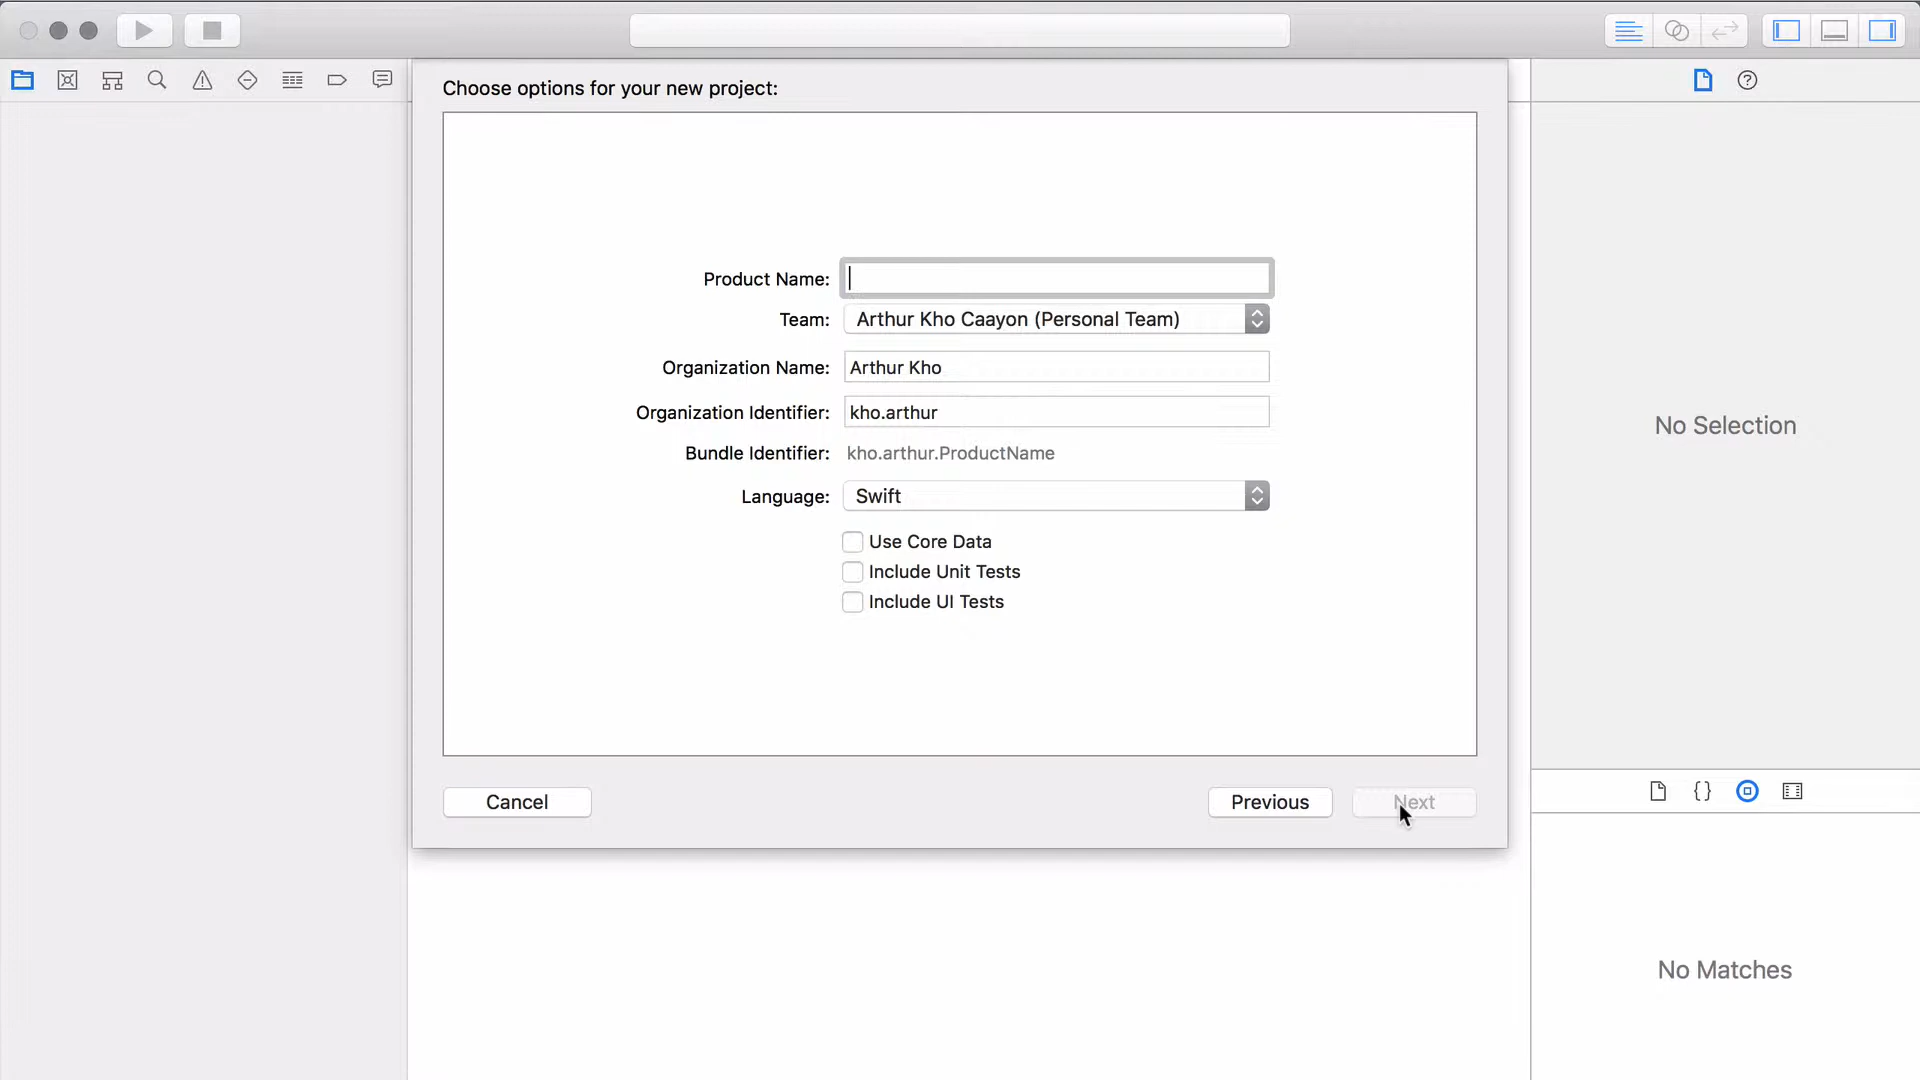 Choose options for your new project:
Product Name:
Team: Arthur Kho Caayon (Personal Team)
Organization Name: Arthur Kho
Organization Identifier: kho.arthur
Bundle Identifier: kho.arthur.ProductName
Language: Swift
Use Core Data
Include Unit Tests
Include UI Tests
Cancel
Previous
Next
No Selection
No Matches